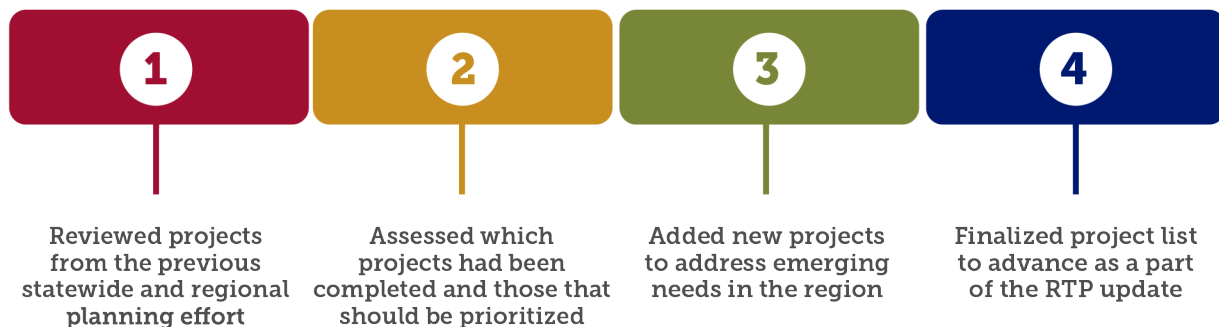 1
Reviewed projects
from the previous
statewide and regional
planning effort
2
Assessed which
projects had been
completed and those that
should be prioritized
3
Added new projects
to address emerging
needs in the region
4
Finalized project list
to advance as a part
of the RTP update